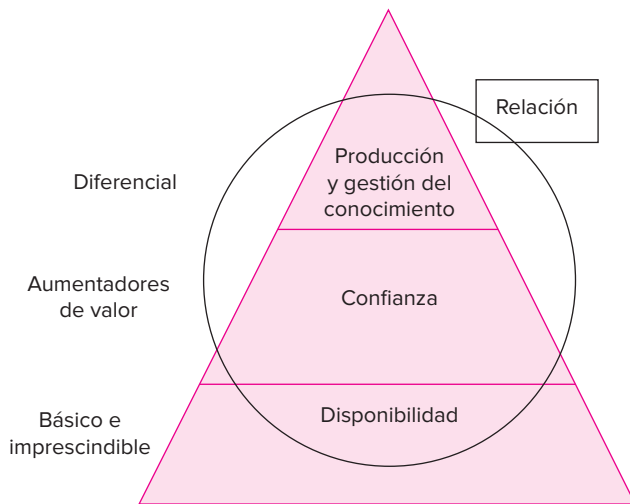 Relación
Diferencial
Producción
y gestión del
conocimiento
Aumentadores
de valor
Confianza
Básico e
imprescindible
Disponibilidad